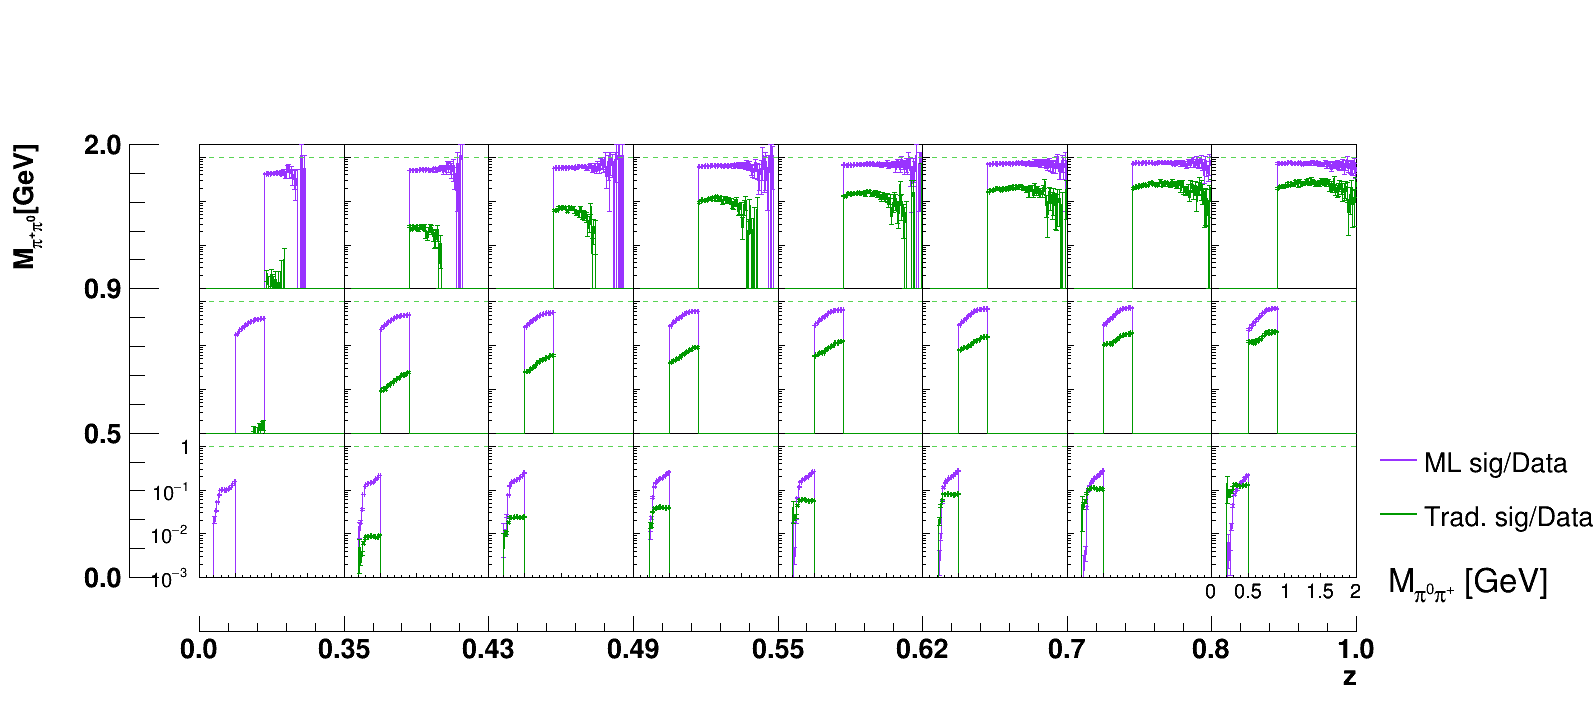 M_{π⁺π⁰} [GeV]
2.0
0.9
0.5
0.0
1
10⁻¹
10⁻²
10⁻³
0 0.5 1 1.5 2
M_{π⁰π⁺} [GeV]
ML sig/Data
Trad. sig/Data
0.0 0.35 0.43 0.49 0.55 0.62 0.7 0.8 1.0
z